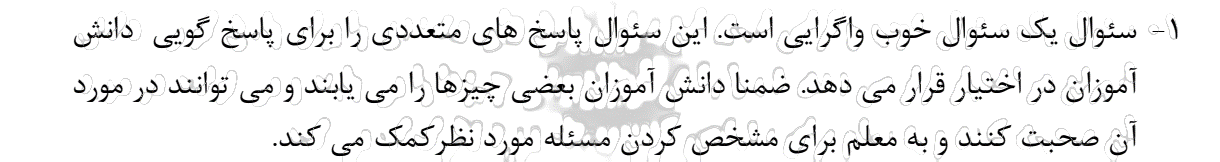 ۱- سئوال یک سئوال خوب واگرایی است. این سئوال پاسخ های متعددی را برای پاسخ گویی دانش
آموزان در اختیار قرار می دهد. ضمنا دانش آموزان بعضی چیزها را می یابند و می توانند در مورد
آن صحبت کنند و به معلم برای مشخص کردن مسئله مورد نظر کمک می کند.